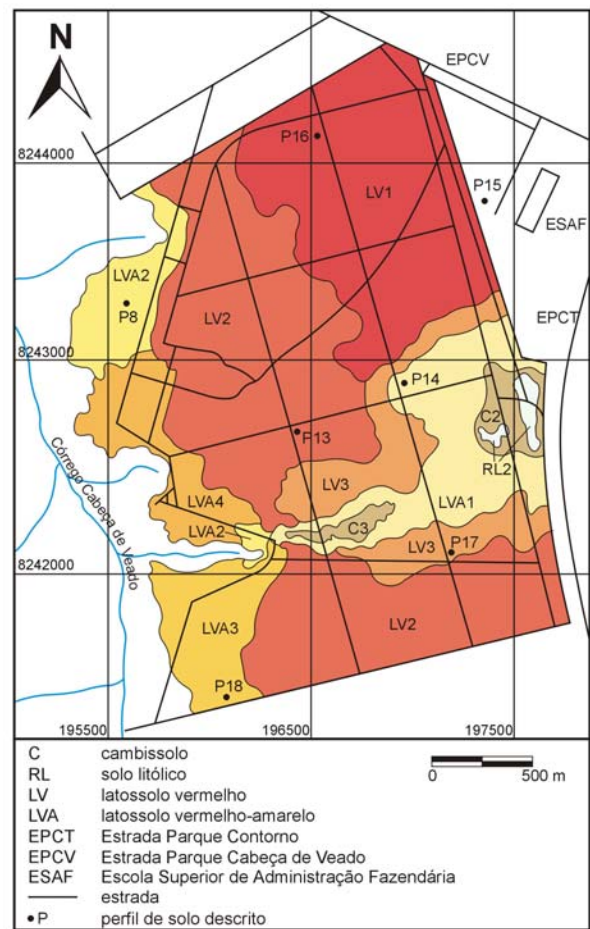 N
EPCV
8244000
P16
P15
LV1
ESAF
LVA2
P8
LV2
EPCT
8243000
P14
C2
P13
RL2
LV3
LVA4
LVA1
C3
LVA2
LV3
P17
Córrego Cabeça de Veado
8242000
LVA3
LV2
P18
195500
196500
197500
C cambissolo
RL solo litólico
LV latossolo vermelho
LVA latossolo vermelho-amarelo
EPCT Estrada Parque Contorno
EPCV Estrada Parque Cabeça de Veado
ESAF Escola Superior de Administração Fazendária
estrada
P perfil de solo descrito
0 500 m